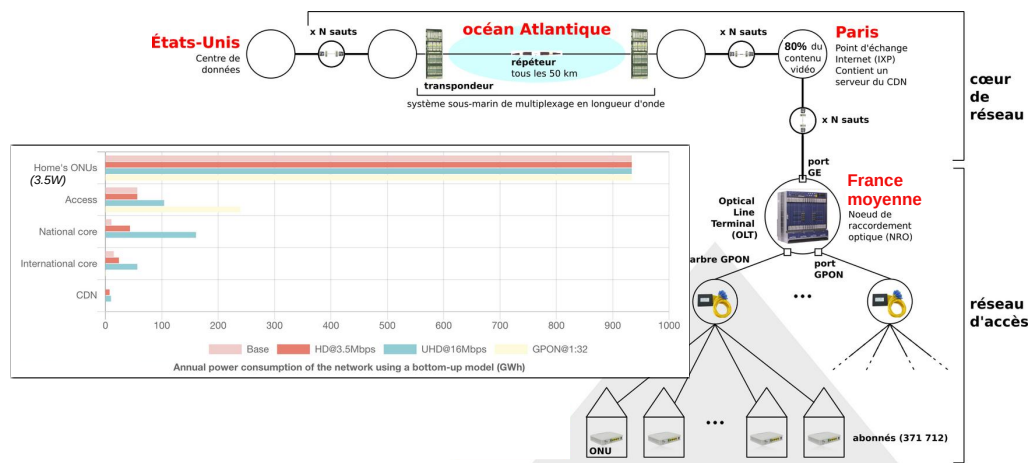 États-Unis
Centre de
données
x N sauts
océan Atlantique
répéteur
tous les 50 km
transpondeur
système sous-marin de multiplexage en longueur d'onde
x N sauts
80% du
contenu
vidéo
Paris
Point d'échange
Internet (IXP)
Contient un
serveur du CDN
cœur
de
réseau
x N sauts
port
GE
Optical
Line
Terminal
(OLT)
France
moyenne
Noeud de
raccordement
optique (NRO)
arbre GPON
port
GPON
...
réseau
d'accès
...
ONU
abonnés (371 712)
Home's ONUs
(3.5W)
Access
National core
International core
CDN
0 100 200 300 400 500 600 700 800 900 1000
Base HD@3.5Mbps UHD@16Mbps GPON@1:32
Annual power consumption of the network using a bottom-up model (GWh)